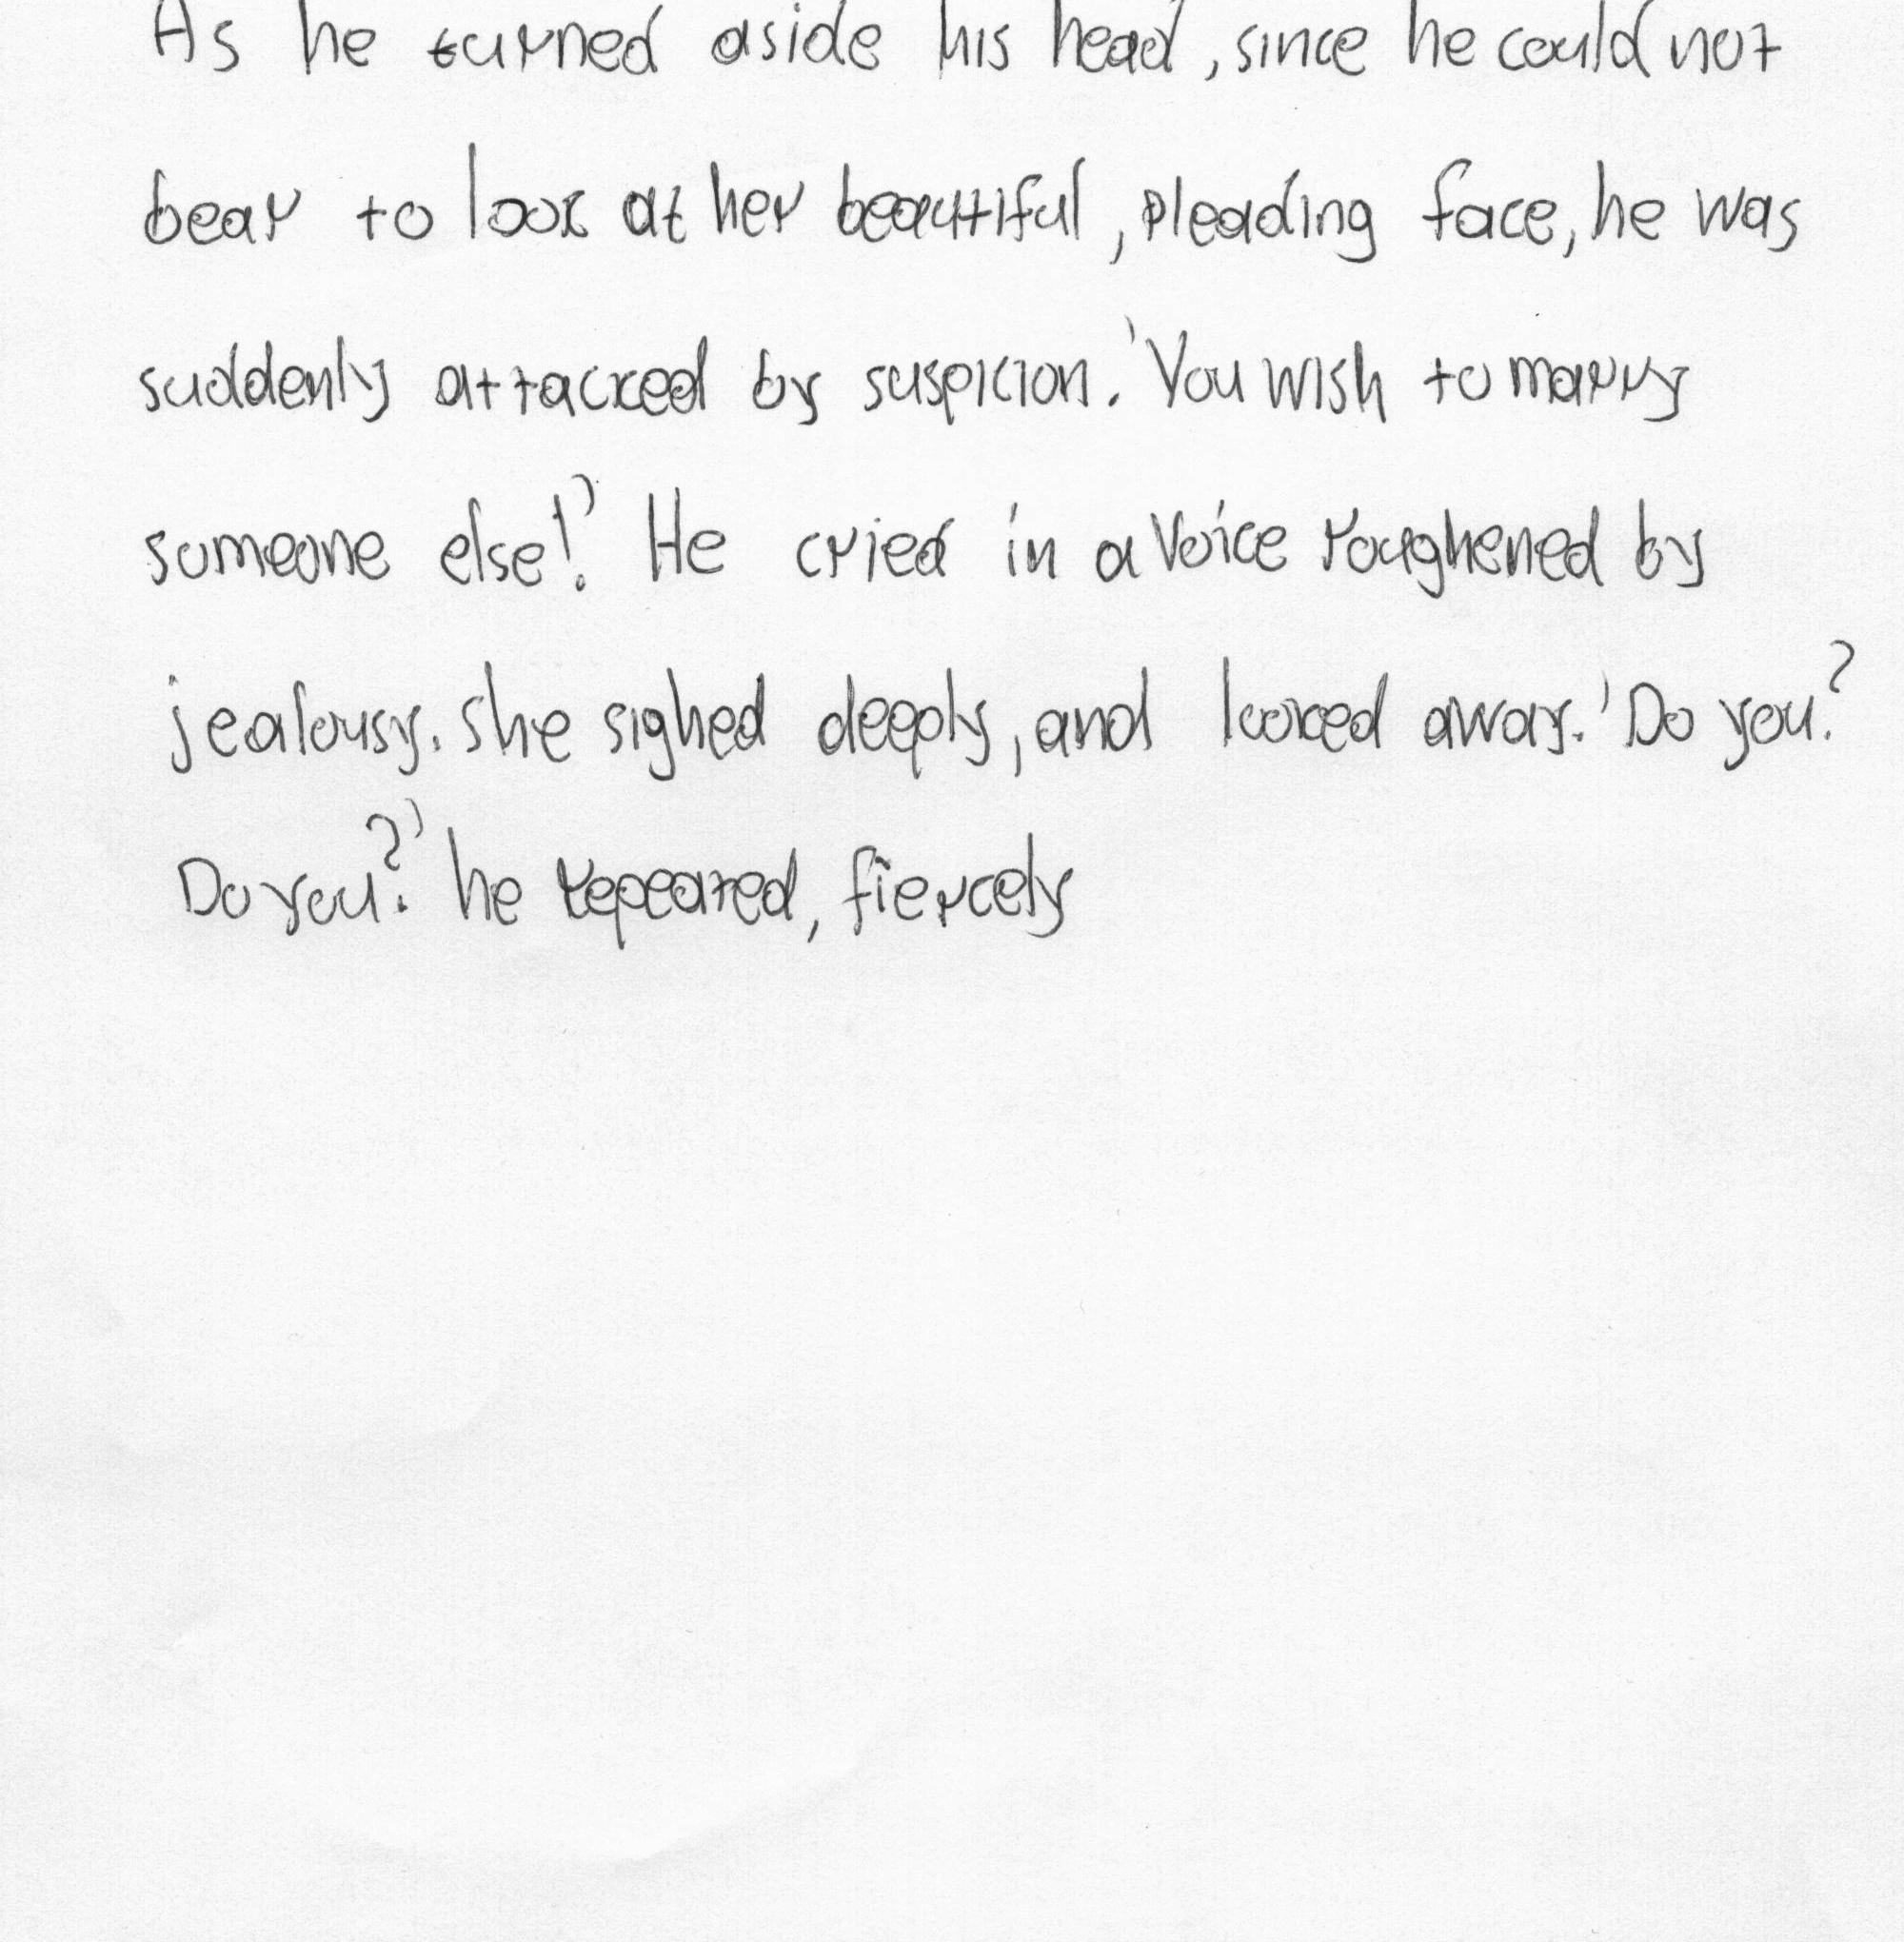 As he turned aside his head, since he could not
bear to look at her beautiful, pleading face, he was
suddenly attacked by suspicion. 'You wish to marry
someone else!' He cried in a voice roughened by
jealousy. she sighed deeply, and looked away. 'Do you?
Do you?' he repeated, fiercely